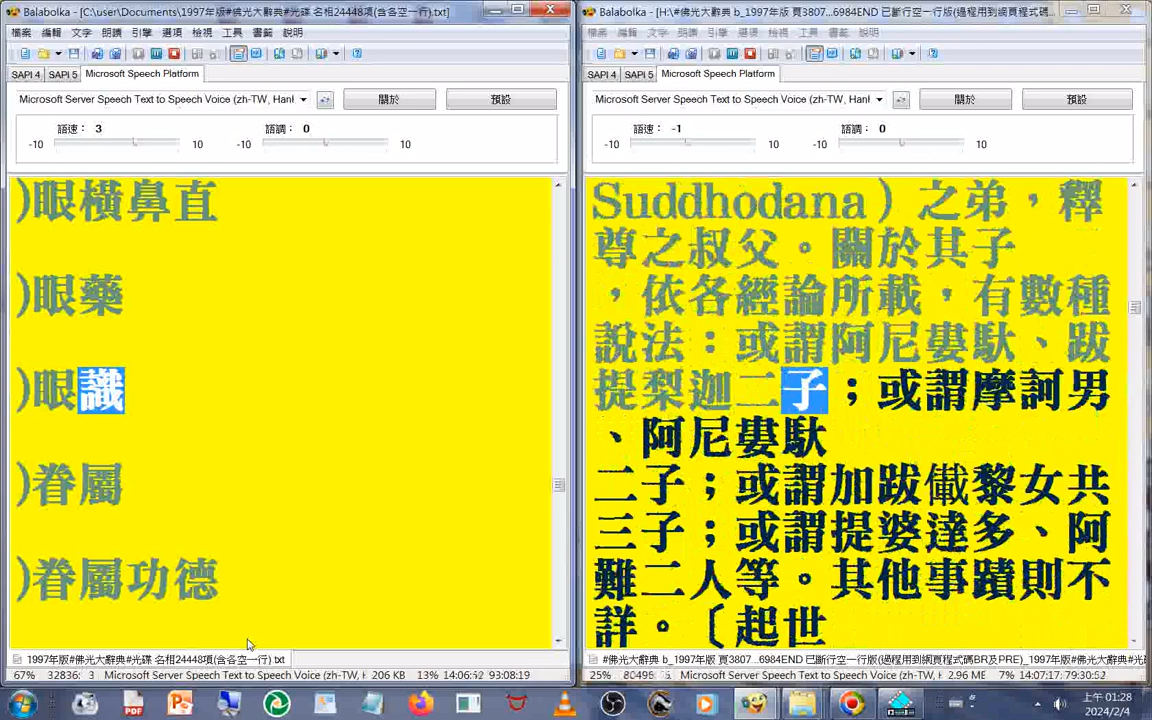 Balabolka - [C:\user\Documents\1997年版#佛光大辭典#光碟 名相24448項(含各空一行).txt]
檔案 編輯 文字 朗讀 引擎 選項 檢視 工具 書籤 說明
SAPI 4 SAPI 5 Microsoft Speech Platform
Microsoft Server Speech Text to Speech Voice (zh-TW, Han
關於 預設
語速： 3 語調： 0
-10 10 -10 10
)眼橫鼻直
)眼藥
)眼識
)眷屬
)眷屬功德
1997年版#佛光大辭典#光碟 名相24448項(含各空一行).txt
67% 32836: 3 Microsoft Server Speech Text to Speech Voice (zh-TW, H 206 KB 13% 14:06:52 93:08:19
Balabolka - [H:\#佛光大辭典 b_1997年版 頁3807...6984END 已斷行空一行版(過程用到網頁程式碼
檔案 編輯 文字 朗讀 引擎 選項 檢視 工具 書籤 說明
SAPI 4 SAPI 5 Microsoft Speech Platform
Microsoft Server Speech Text to Speech Voice (zh-TW, Han
關於 預設
語速： -1 語調： 0
-10 10 -10 10
Suddhodana）之弟，釋
尊之叔父。關於其子
，依各經論所載，有數種
說法：或謂阿尼婁馱、跋
提梨迦二子；或謂摩訶男
、阿尼婁馱
二子；或謂加跋儎黎女共
三子；或謂提婆達多、阿
難二人等。其他事蹟則不
詳。〔起世
#佛光大辭典 b_1997年版 頁3807...6984END 已斷行空一行版(過程用到網頁程式碼BR及PRE)_1997年版#光
25% 80496: Microsoft Server Speech Text to Speech Voice (zh-TW, H 2.96 MB 7% 14:07:17:79:30:52
上午 01:28
2024/2/4